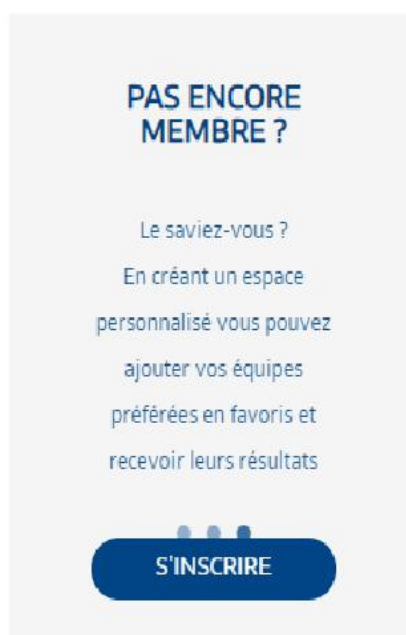 PAS ENCORE
MEMBRE ?
Le saviez-vous ?
En créant un espace
personnalisé vous pouvez
ajouter vos équipes
préférées en favoris et
recevoir leurs résultats
S'INSCRIRE